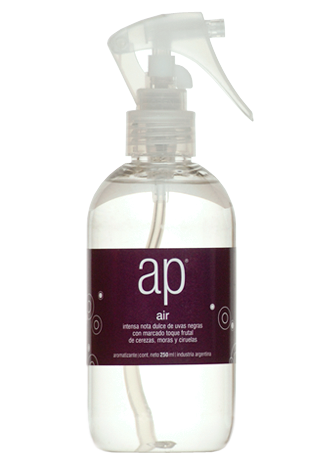 ap®
air
intensa nota dulce de uvas negras
con marcado toque frutal
de cerezas, moras y ciruelas
aromatizante | cont. neto 250 ml | industria argentina